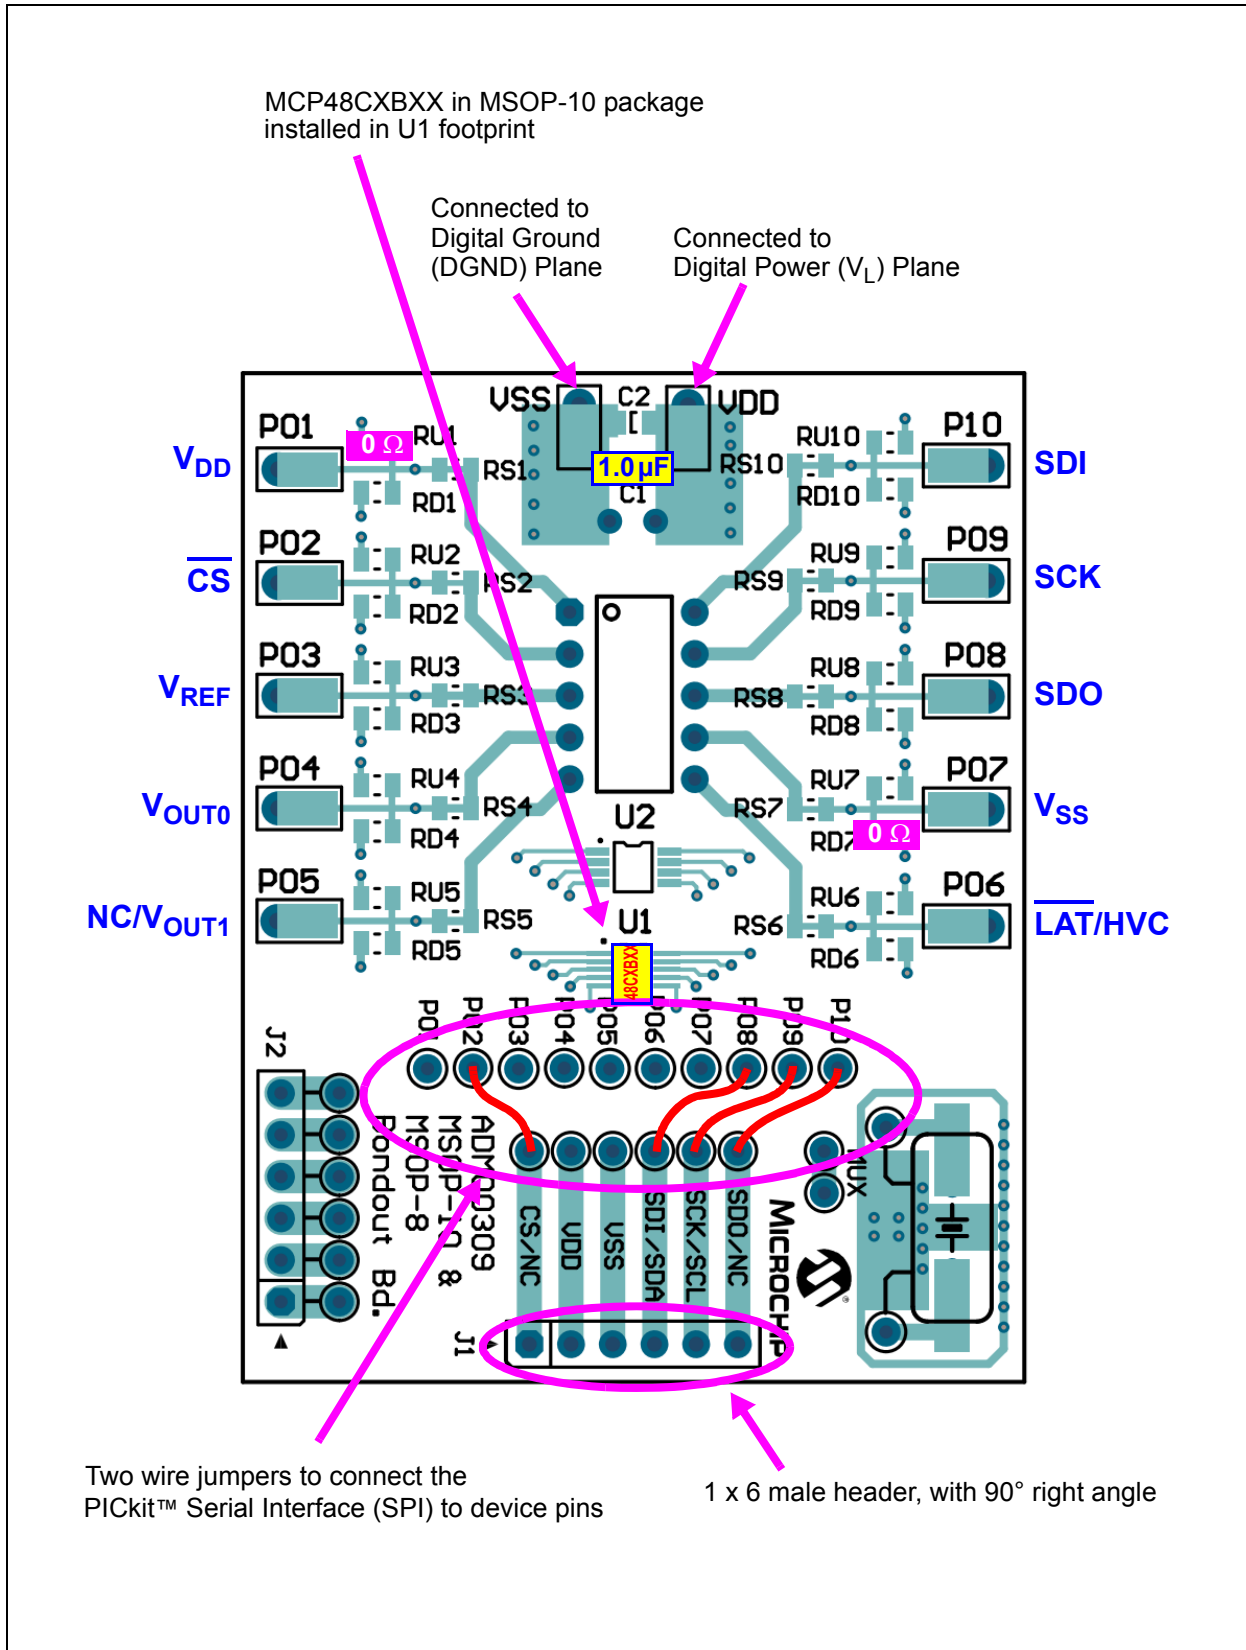 MCP48CXBXX in MSOP-10 package
installed in U1 footprint
Connected to
Digital Ground
(DGND) Plane
Connected to
Digital Power (VL) Plane
VSS
C2
VDD
1.0 µF
C1
P01
VDD
0 Ω
RU1
RS1
RD1
P02
CS
RU2
RS2
RD2
P03
VREF
RU3
RS3
RD3
P04
VOUT0
RU4
RS4
RD4
P05
NC/VOUT1
RU5
RS5
RD5
P10
SDI
RU10
RS10
RD10
P09
SCK
RU9
RS9
RD9
P08
SDO
RU8
RS8
RD8
P07
VSS
RU7
RS7
RD7
0 Ω
P06
LAT/HVC
RU6
RS6
RD6
U2
U1
48CXBXX
P01
P02
P03
P04
P05
P06
P07
P08
P09
P10
J2
ADM00309
MSOP-10 &
MSOP-8
Bondout Bd.
CS/NC
VDD
VSS
SDI/SDA
SCK/SCL
SDO/NC
MICROCHIP
®
MUX
J1
Two wire jumpers to connect the
PICkit™ Serial Interface (SPI) to device pins
1 x 6 male header, with 90° right angle